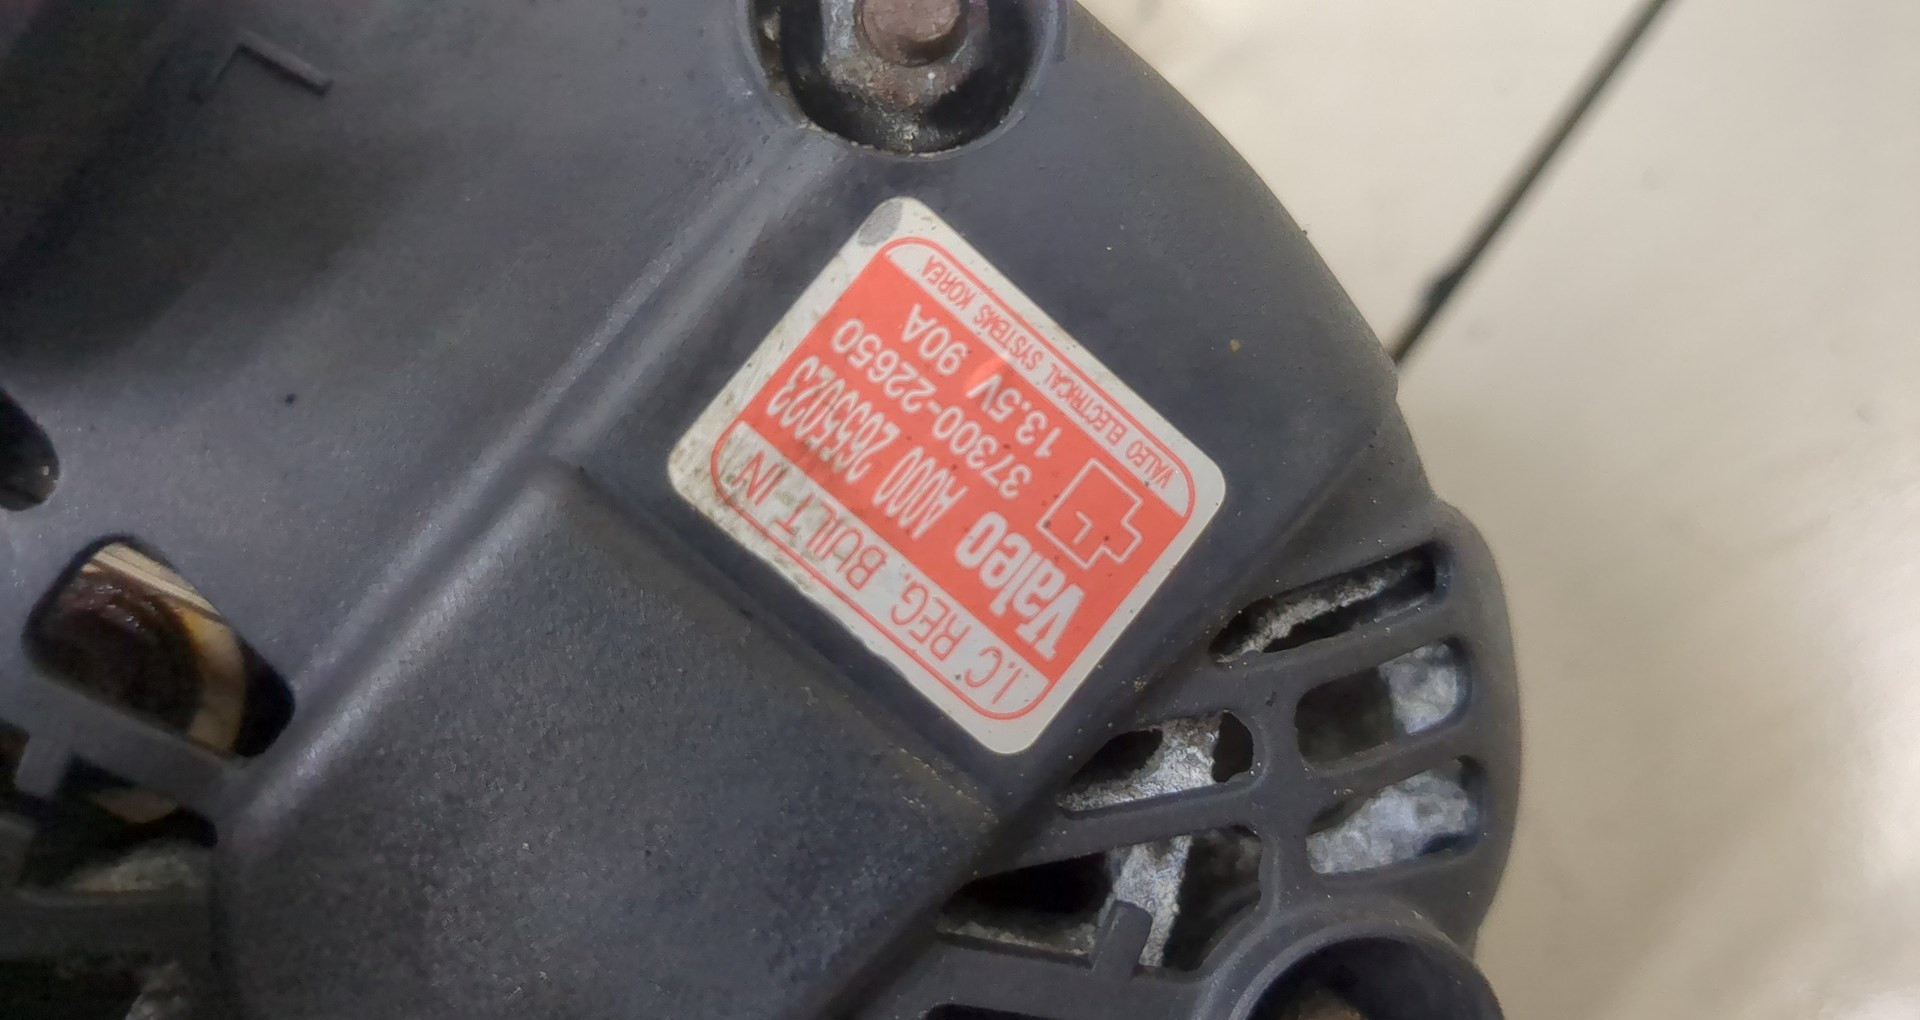 I.C REG. BUILT IN
Valeo A000 2655023
37300-22650
L 13.5V 90A
VALEO ELECTRICAL SYSTEMS KOREA